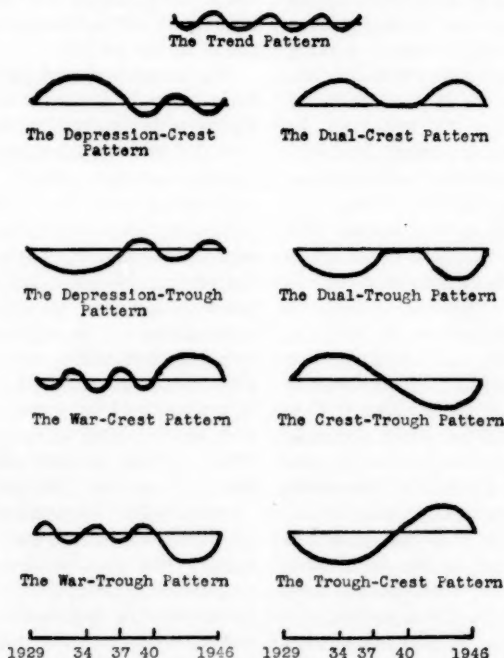 The Trend Pattern
The Depression-Crest
Pattern
The Dual-Crest Pattern
The Depression-Trough
Pattern
The Dual-Trough Pattern
The War-Crest Pattern
The Crest-Trough Pattern
The War-Trough Pattern
The Trough-Crest Pattern
1929 34 37 40 1946
1929 34 37 40 1946